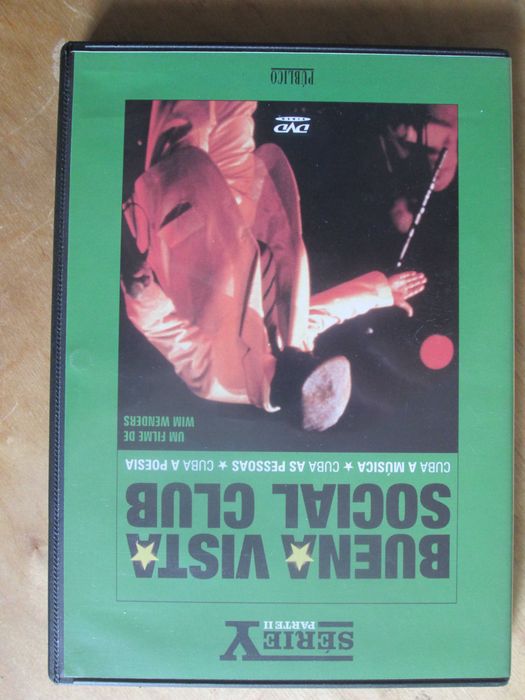 SÉRIE Y
PARTE II
BUENA VISTA
SOCIAL CLUB
CUBA A MÚSICA ★ CUBA AS PESSOAS ★ CUBA A POESIA
UM FILME DE
WIM WENDERS
DVD
VIDEO
PÚBLICO